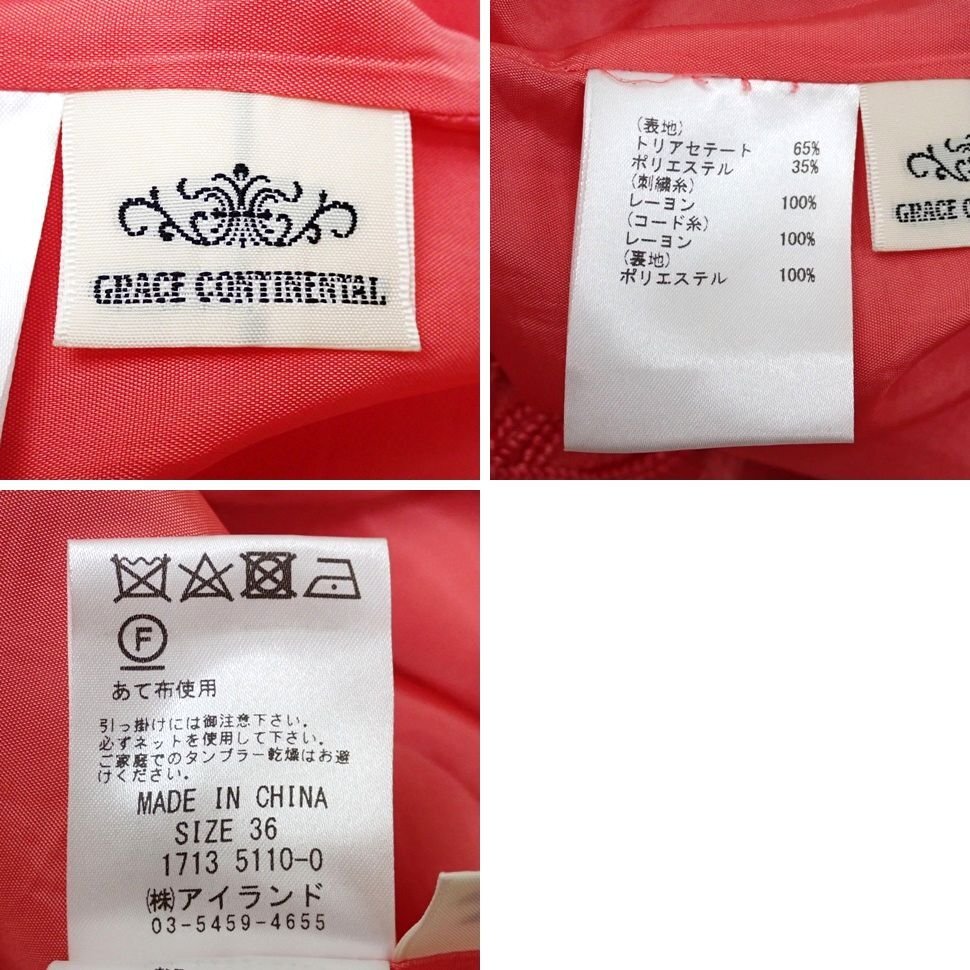 GRACE CONTINENTAL
(表地)
トリアセテート 65%
ポリエステル 35%
(刺繍糸)
レーヨン 100%
(コード糸)
レーヨン 100%
(裏地)
ポリエステル 100%
GRACE CO
F
あて布使用
引っ掛けには御注意下さい。
必ずネットを使用して下さい。
ご家庭でのタンブラー乾燥はお避
けください。
MADE IN CHINA
SIZE 36
1713 5110-0
(株)アイランド
03-5459-4655